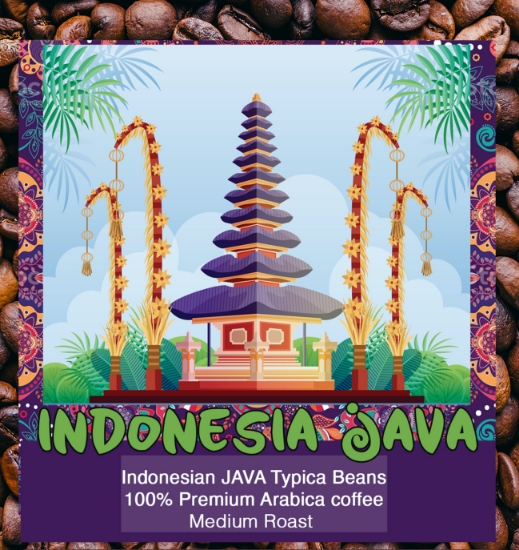 INDONESIA JAVA
Indonesian JAVA Typica Beans
100% Premium Arabica coffee
Medium Roast